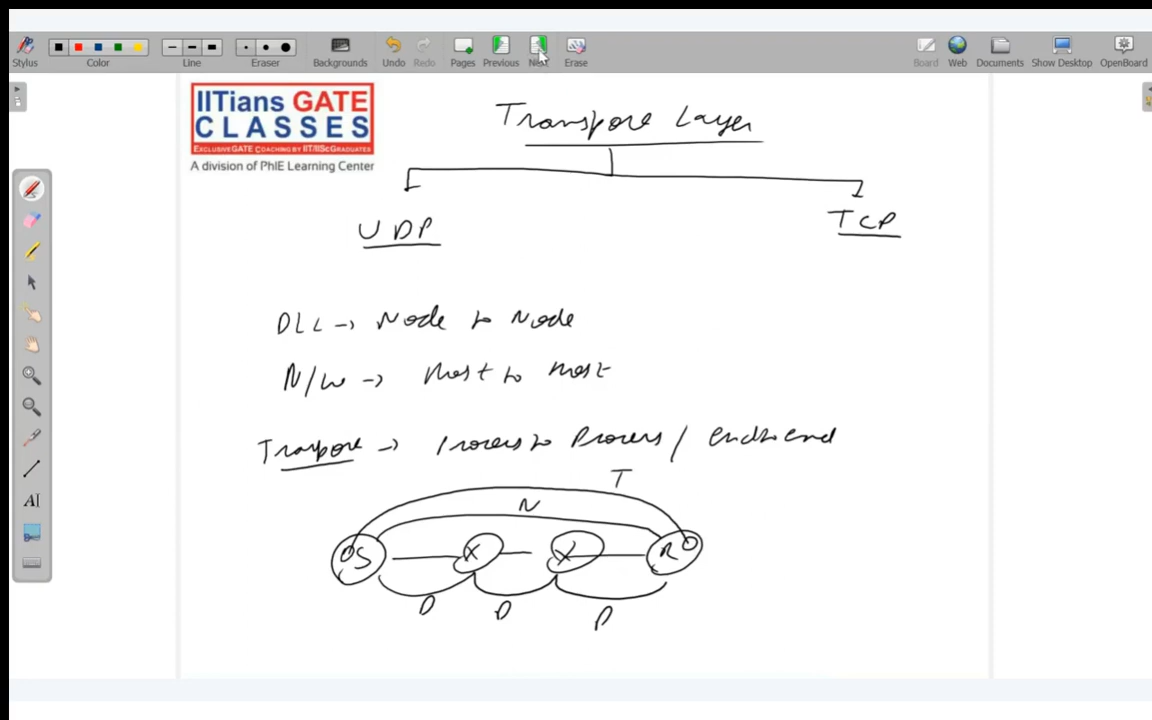 Stylus Color Line Eraser Backgrounds Undo Redo Pages Previous Next Erase Board Web Documents Show Desktop OpenBoard
IITians GATE
CLASSES
EXCLUSIVE GATE COACHING BY IIT/IISc GRADUATES
A division of PhIE Learning Center
Transport Layer
UDP
TCP
DLL → Node to Node
N/W → Host to Host
Transport → Process to Process / end to end
T
N
S X X R
D D D
AI